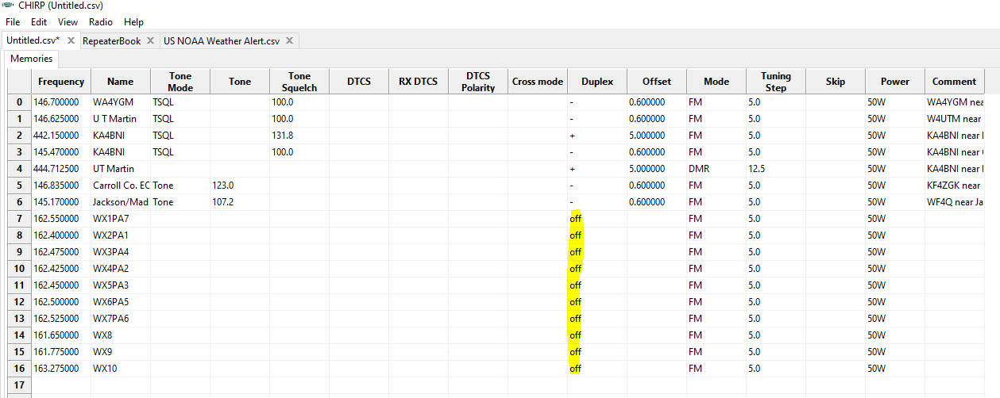 CHIRP (Untitled.csv)
File Edit View Radio Help
Untitled.csv* RepeaterBook US NOAA Weather Alert.csv
Memories
Frequency Name Tone Mode Tone Tone Squelch DTCS RX DTCS DTCS Polarity Cross mode Duplex Offset Mode Tuning Step Skip Power Comment
0 146.700000 WA4YGM TSQL 100.0 - 0.600000 FM 5.0 50W WA4YGM nea
1 146.625000 U T Martin TSQL 100.0 - 0.600000 FM 5.0 50W W4UTM near
2 442.150000 KA4BNI TSQL 131.8 + 5.000000 FM 5.0 50W KA4BNI near
3 145.470000 KA4BNI TSQL 100.0 - 0.600000 FM 5.0 50W KA4BNI near
4 444.712500 UT Martin + 5.000000 DMR 12.5 50W KA4BNI near
5 146.835000 Carroll Co. EC Tone 123.0 - 0.600000 FM 5.0 50W KF4ZGK near
6 145.170000 Jackson/Mad Tone 107.2 - 0.600000 FM 5.0 50W WF4Q near Ja
7 162.550000 WX1PA7 off FM 5.0 50W
8 162.400000 WX2PA1 off FM 5.0 50W
9 162.475000 WX3PA4 off FM 5.0 50W
10 162.425000 WX4PA2 off FM 5.0 50W
11 162.450000 WX5PA3 off FM 5.0 50W
12 162.500000 WX6PA5 off FM 5.0 50W
13 162.525000 WX7PA6 off FM 5.0 50W
14 161.650000 WX8 off FM 5.0 50W
15 161.775000 WX9 off FM 5.0 50W
16 163.275000 WX10 off FM 5.0 50W
17